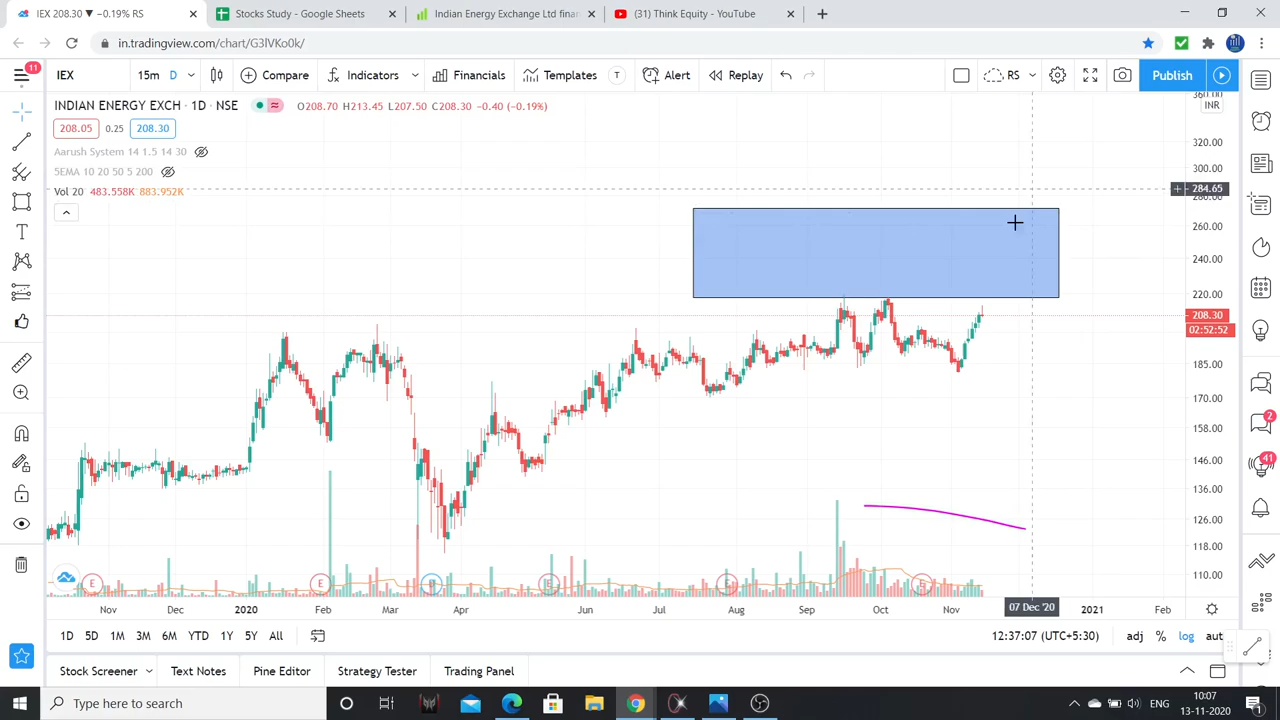 IEX 208.30 ▼ −0.19% RS
Stocks Study - Google Sheets
Indian Energy Exchange Ltd finan
(31) Think Equity - YouTube
in.tradingview.com/chart/G3lVKo0k/
11
IEX
15m
D
Compare
Indicators
Financials
Templates
T
Alert
Replay
RS
Publish
INDIAN ENERGY EXCH · 1D · NSE
O208.70 H213.45 L207.50 C208.30 −0.40 (−0.19%)
INR
208.05
0.25
208.30
Aarush System 14 1.5 14 30
5EMA 10 20 50 5 200
Vol 20 483.558K 883.952K
360.00
320.00
300.00
284.65
280.00
260.00
240.00
220.00
208.30
02:52:52
185.00
170.00
158.00
146.00
136.00
126.00
118.00
110.00
2
41
E
E
E
E
E
Nov
Dec
2020
Feb
Mar
Apr
Jun
Jul
Aug
Sep
Oct
Nov
07 Dec '20
2021
Feb
1D
5D
1M
3M
6M
YTD
1Y
5Y
All
12:37:07 (UTC+5:30)
adj
%
log
aut
Stock Screener
Text Notes
Pine Editor
Strategy Tester
Trading Panel
Type here to search
ENG
10:07
13-11-2020
1